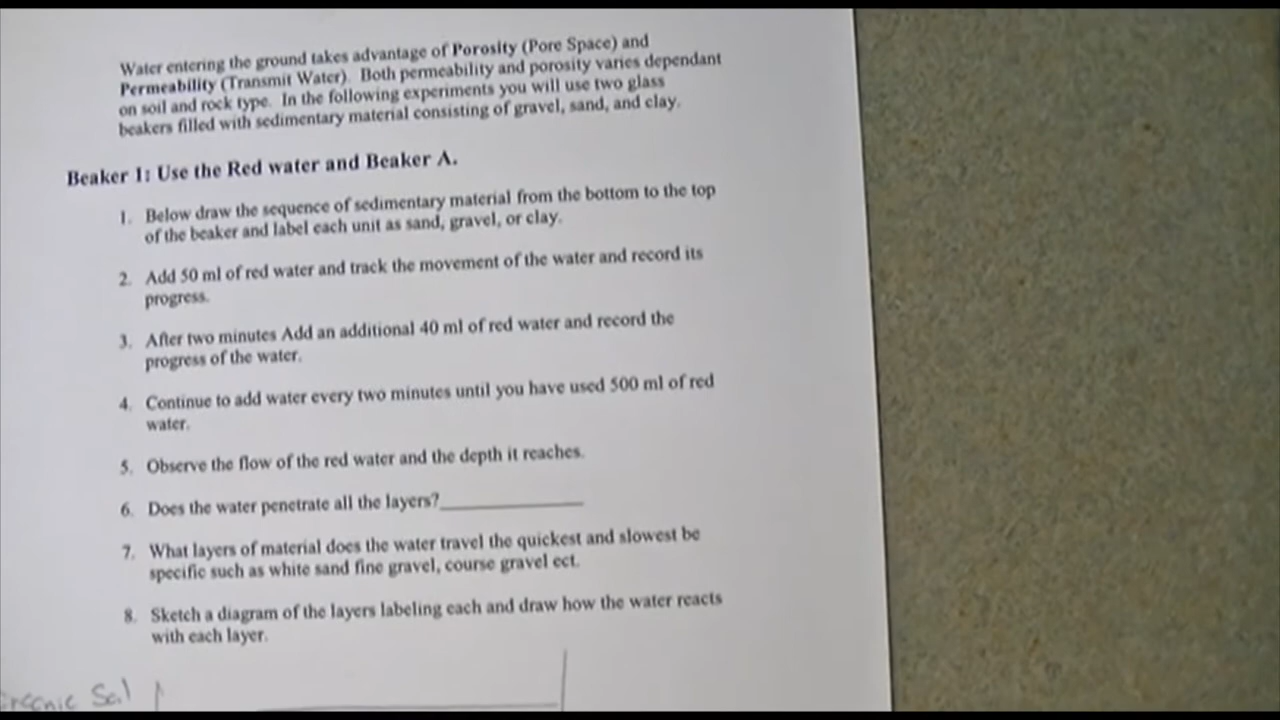 Water entering the ground takes advantage of Porosity (Pore Space) and
Permeability (Transmit Water). Both permeability and porosity varies dependant
on soil and rock type. In the following experiments you will use two glass
beakers filled with sedimentary material consisting of gravel, sand, and clay.
Beaker 1: Use the Red water and Beaker A.
1. Below draw the sequence of sedimentary material from the bottom to the top
of the beaker and label each unit as sand, gravel, or clay.
2. Add 50 ml of red water and track the movement of the water and record its
progress.
3. After two minutes Add an additional 40 ml of red water and record the
progress of the water.
4. Continue to add water every two minutes until you have used 500 ml of red
water.
5. Observe the flow of the red water and the depth it reaches.
6. Does the water penetrate all the layers?
7. What layers of material does the water travel the quickest and slowest be
specific such as white sand fine gravel, course gravel ect.
8. Sketch a diagram of the layers labeling each and draw how the water reacts
with each layer.